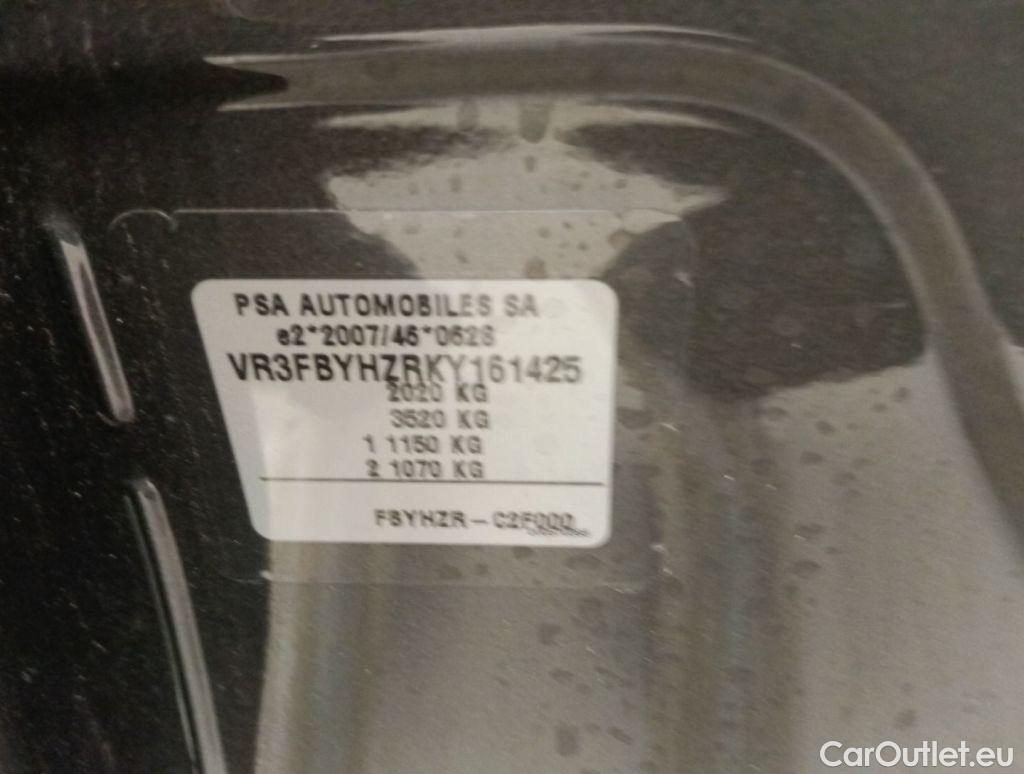 PSA AUTOMOBILES SA
e2*2007/46*0628
VR3FBYHZRKY161425
2020 KG
3520 KG
1 1150 KG
2 1070 KG
FBYHZR-C2F000
CarOutlet.eu